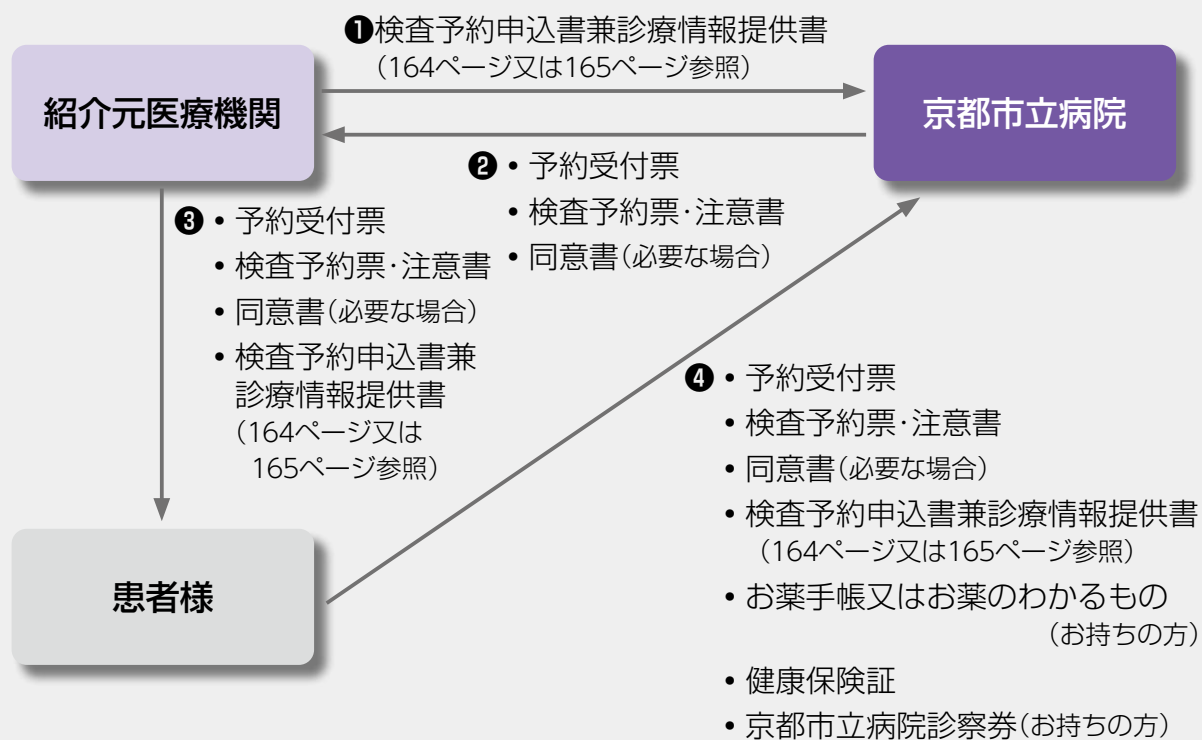 ❶検査予約申込書兼診療情報提供書
（164ページ又は165ページ参照）
紹介元医療機関
京都市立病院
❷ • 予約受付票
• 検査予約票・注意書
• 同意書（必要な場合）
❸ • 予約受付票
• 検査予約票・注意書
• 同意書（必要な場合）
• 検査予約申込書兼
診療情報提供書
（164ページ又は
165ページ参照）
患者様
❹ • 予約受付票
• 検査予約票・注意書
• 同意書（必要な場合）
• 検査予約申込書兼診療情報提供書
（164ページ又は165ページ参照）
• お薬手帳又はお薬のわかるもの
（お持ちの方）
• 健康保険証
• 京都市立病院診察券（お持ちの方）